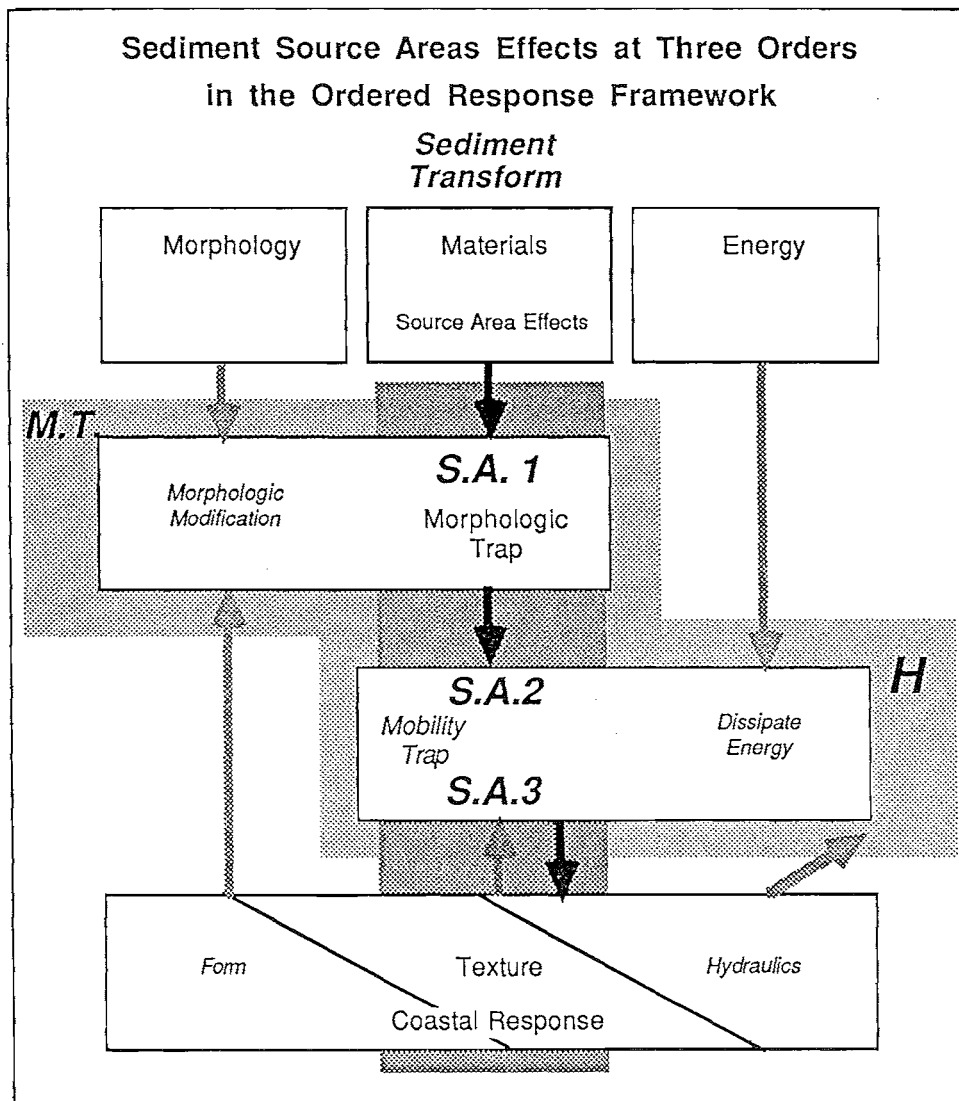 Sediment Source Areas Effects at Three Orders
in the Ordered Response Framework
Sediment
Transform
Morphology
Materials
Energy
Source Area Effects
M.T.
S.A. 1
Morphologic
Modification
Morphologic
Trap
H
S.A.2
Mobility
Trap
Dissipate
Energy
S.A.3
Form
Texture
Hydraulics
Coastal Response